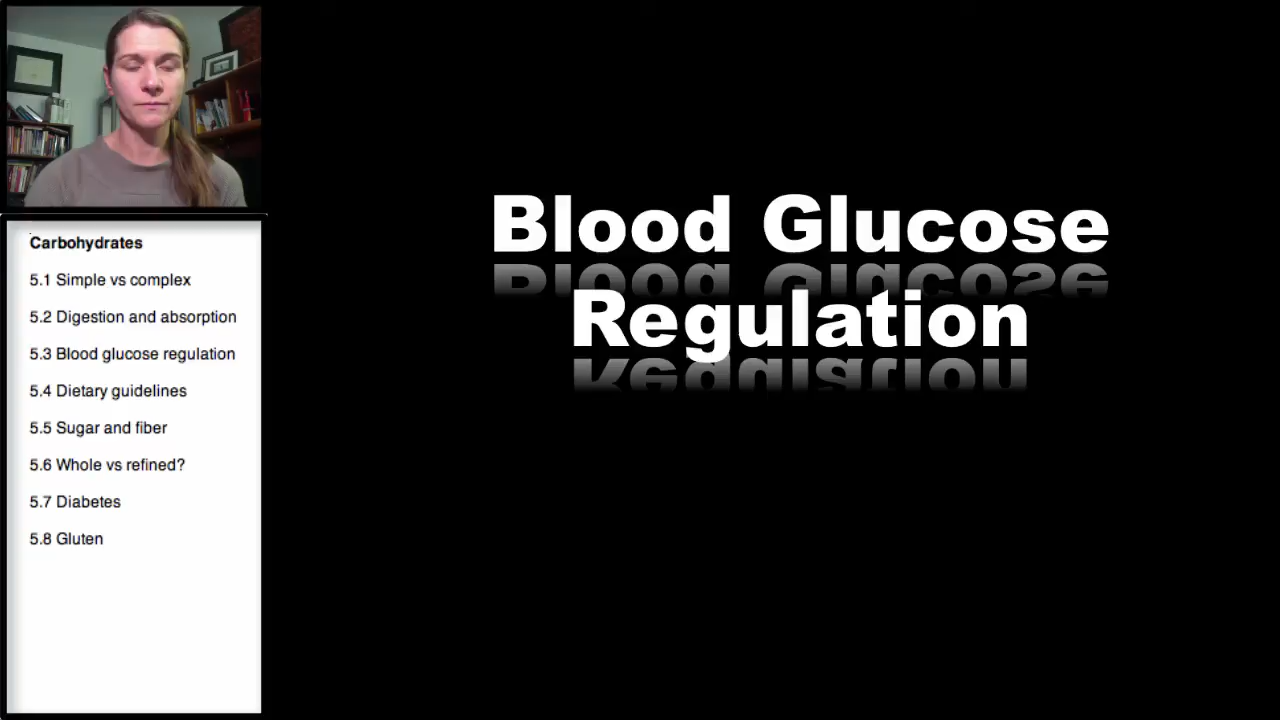 Blood Glucose
Regulation
Carbohydrates
5.1 Simple vs complex
5.2 Digestion and absorption
5.3 Blood glucose regulation
5.4 Dietary guidelines
5.5 Sugar and fiber
5.6 Whole vs refined?
5.7 Diabetes
5.8 Gluten